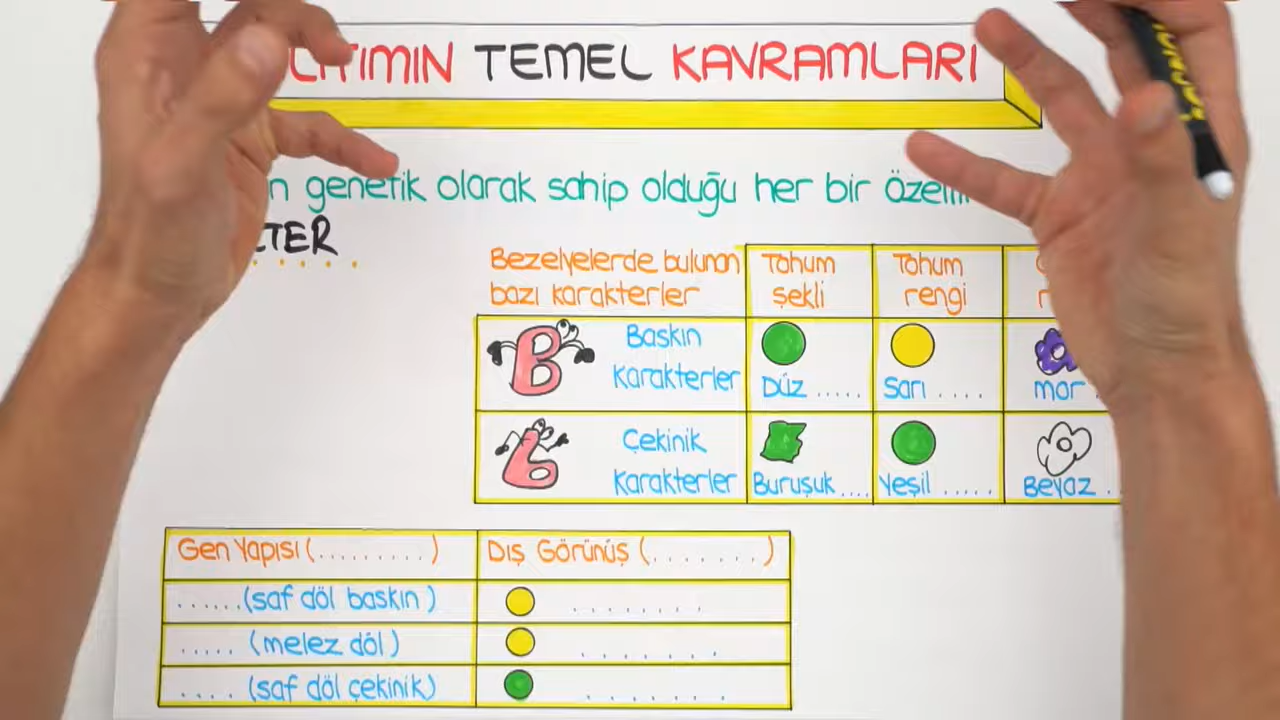 TEMEL KAVRAMLARI
genetik olarak sahip olduğu her bir
Bezelyelerde bulunan
bazı karakterler
Tohum
şekli
Tohum
rengi
B
Baskın
Karakterler
Düz .....
Sarı ....
mor
b
Çekinik
Karakterler
Buruşuk ....
Yeşil .....
Beyaz .
Gen Yapısı (.........)
Dış Görünüş (.......)
......(saf döl baskın)
.......
..... (melez döl)
.......
.... (saf döl çekinik)
.......